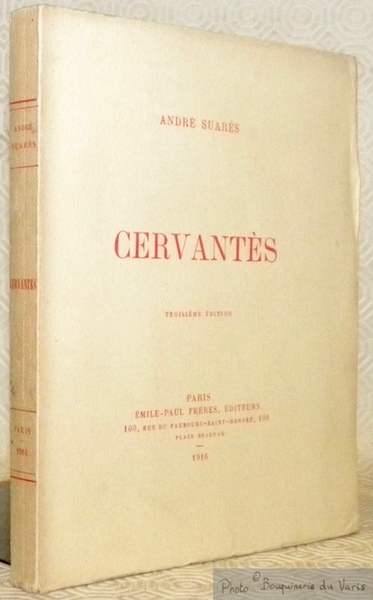 ANDRÉ SUARÈS
CERVANTÈS
TROISIÈME ÉDITION
PARIS
ÉMILE-PAUL FRÈRES, ÉDITEURS
100, RUE DU FAUBOURG-SAINT-HONORÉ, 100
PLACE BEAUVAU
1916
ANDRÉ
SUARÈS
CERVANTÈS
PARIS
1916
Photo © Bouquinerie du Varis